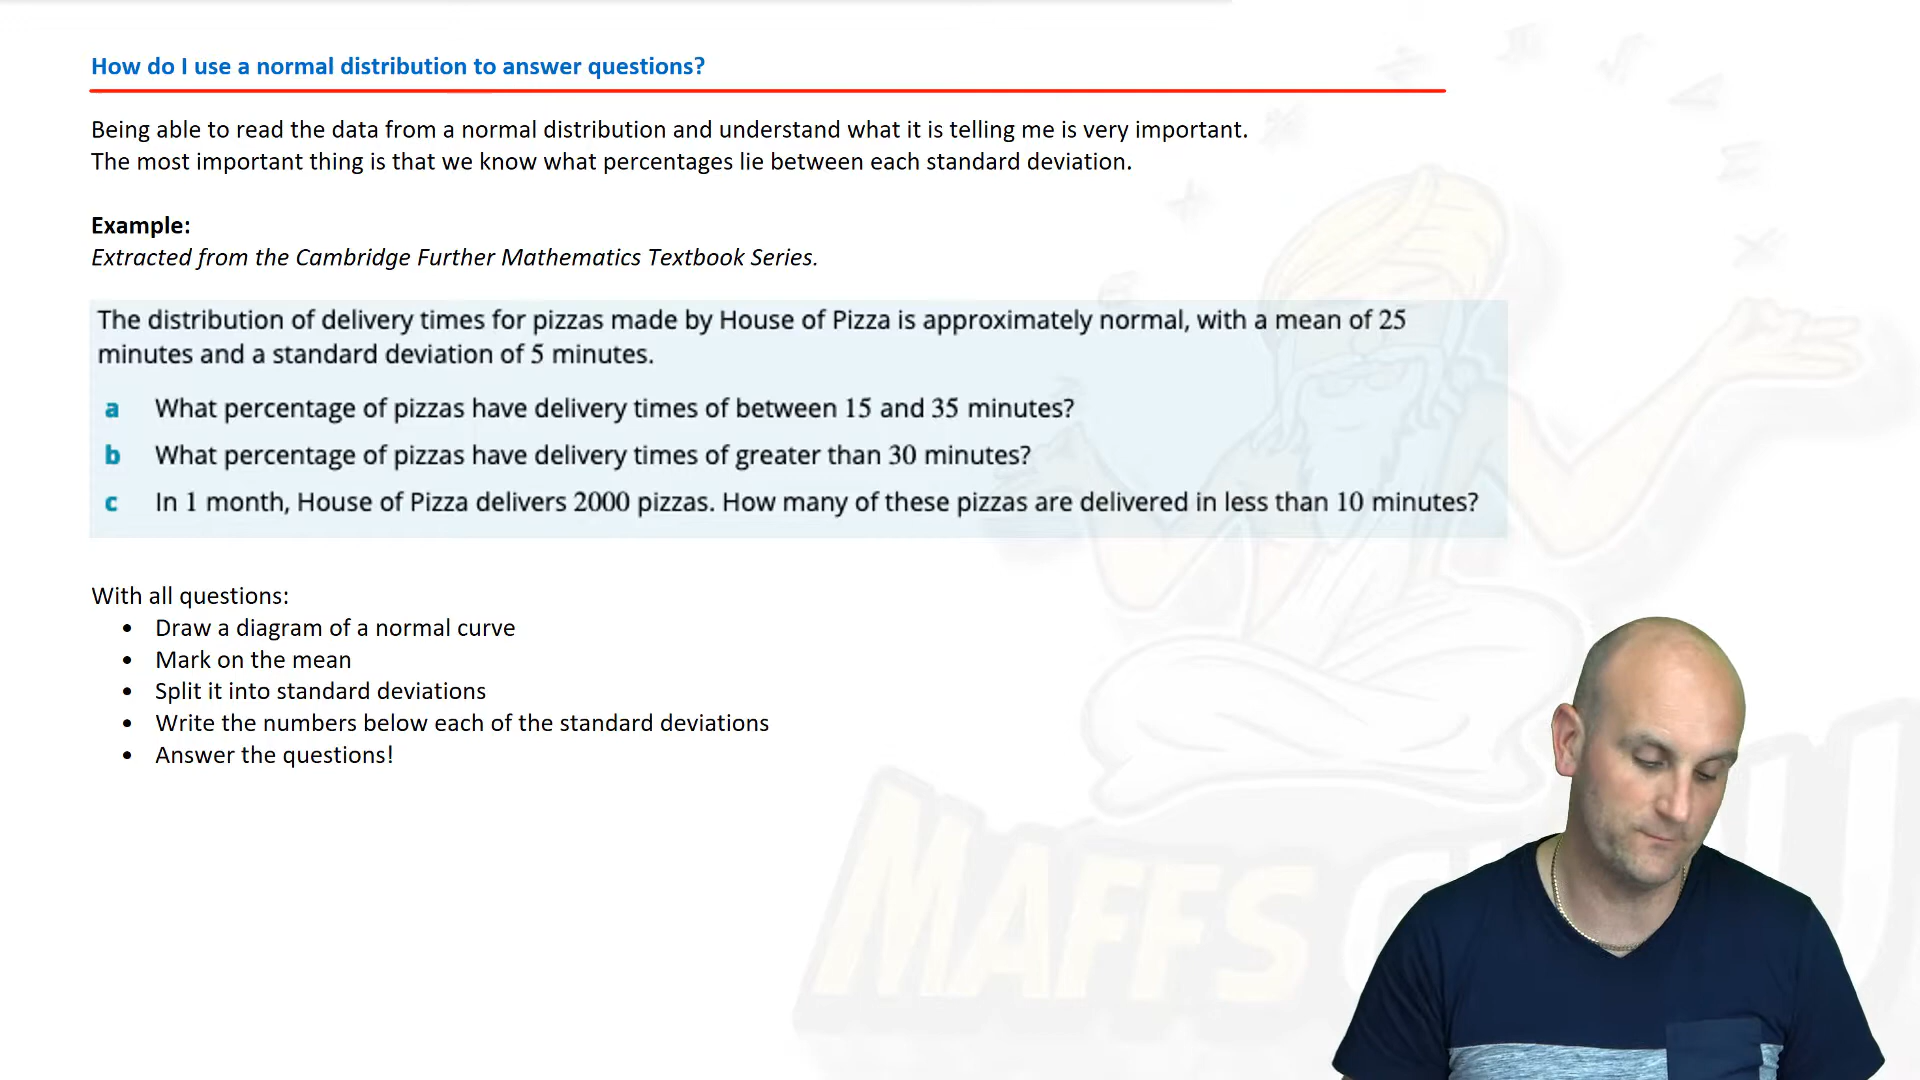 How do I use a normal distribution to answer questions?
Being able to read the data from a normal distribution and understand what it is telling me is very important.
The most important thing is that we know what percentages lie between each standard deviation.
Example:
Extracted from the Cambridge Further Mathematics Textbook Series.
The distribution of delivery times for pizzas made by House of Pizza is approximately normal, with a mean of 25
minutes and a standard deviation of 5 minutes.
a What percentage of pizzas have delivery times of between 15 and 35 minutes?
b What percentage of pizzas have delivery times of greater than 30 minutes?
c In 1 month, House of Pizza delivers 2000 pizzas. How many of these pizzas are delivered in less than 10 minutes?
With all questions:
• Draw a diagram of a normal curve
• Mark on the mean
• Split it into standard deviations
• Write the numbers below each of the standard deviations
• Answer the questions!
MAFFS